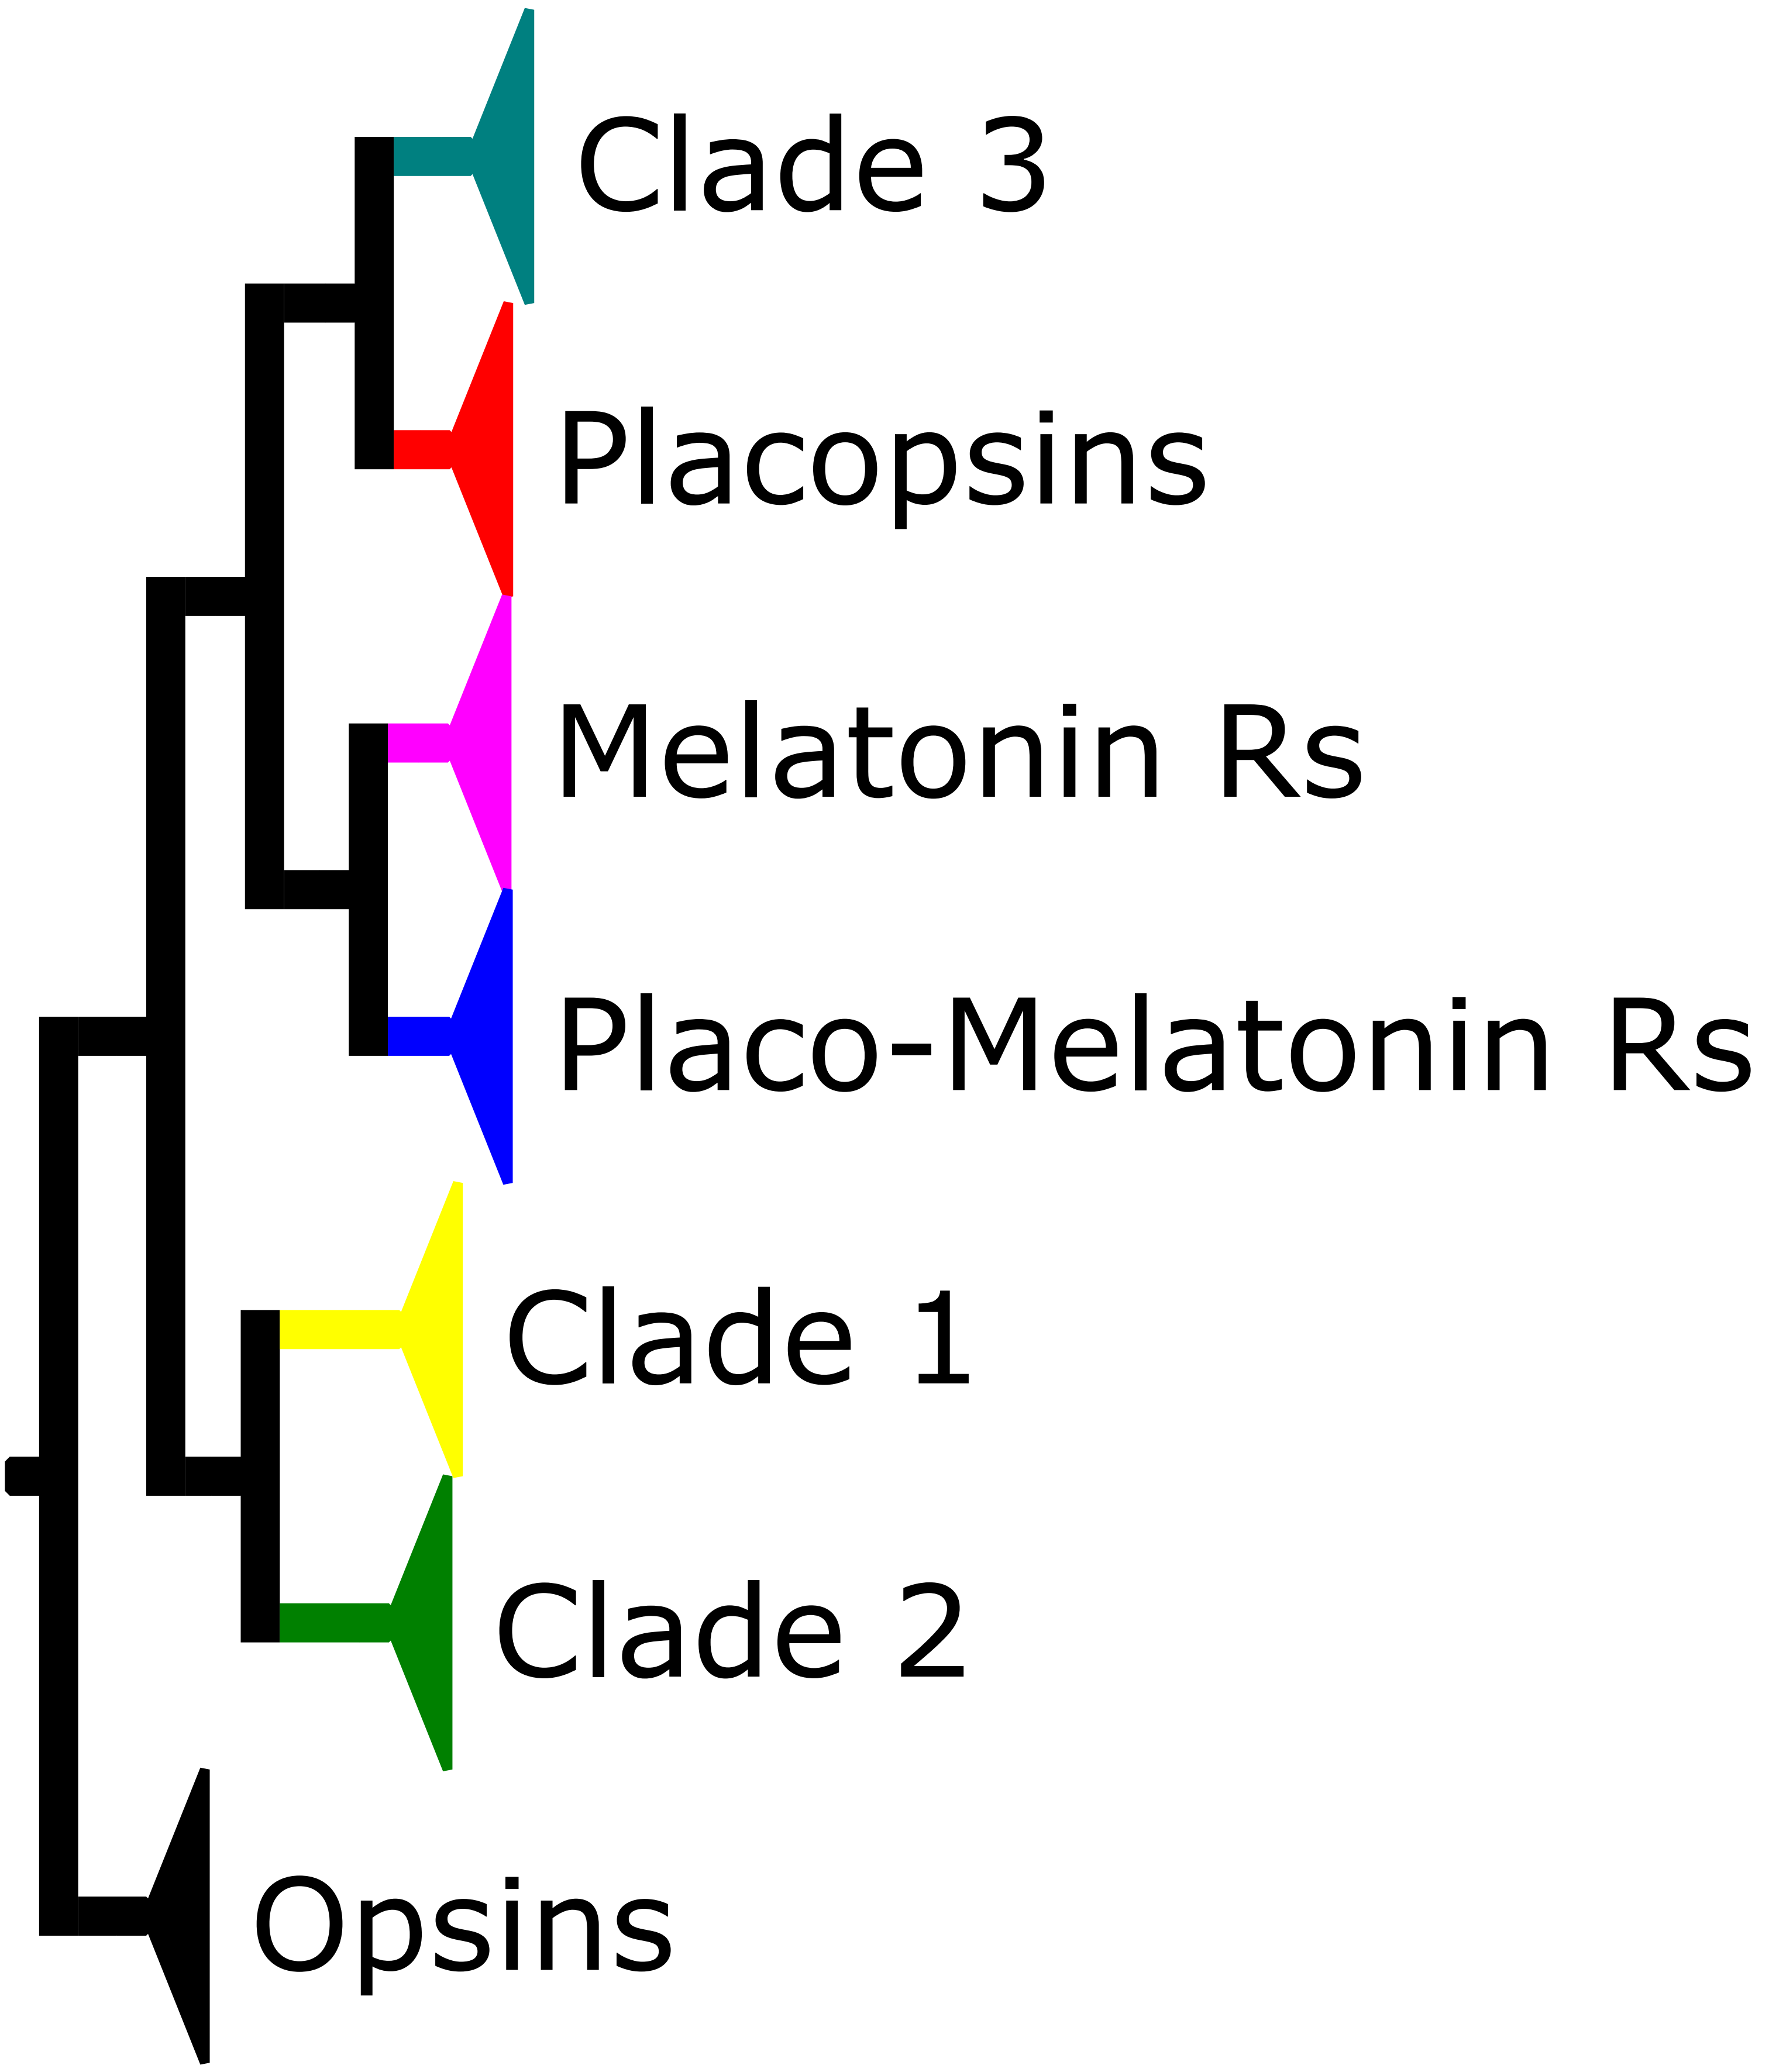 Clade 3
Placopsins
Melatonin Rs
Placo-Melatonin Rs
Clade 1
Clade 2
Opsins